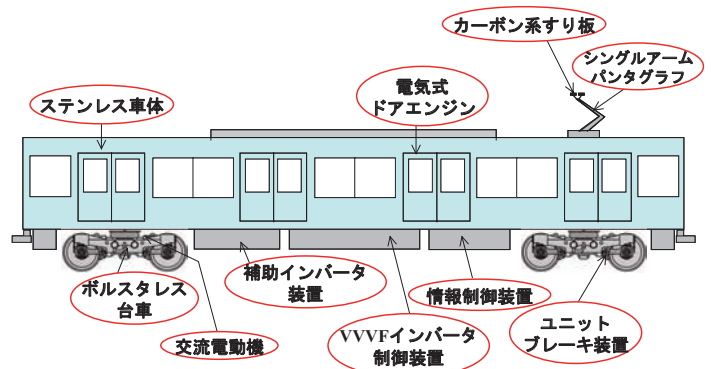 カーボン系すり板
シングルアーム
パンタグラフ
電気式
ドアエンジン
ステンレス車体
ボルスタレス
台車
交流電動機
補助インバータ
装置
VVVFインバータ
制御装置
情報制御装置
ユニット
ブレーキ装置